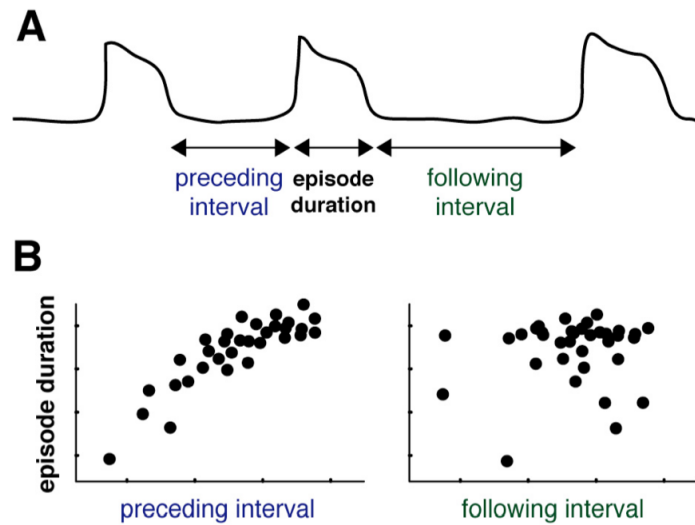 A
preceding
interval
episode
duration
following
interval
B
episode duration
preceding interval
following interval